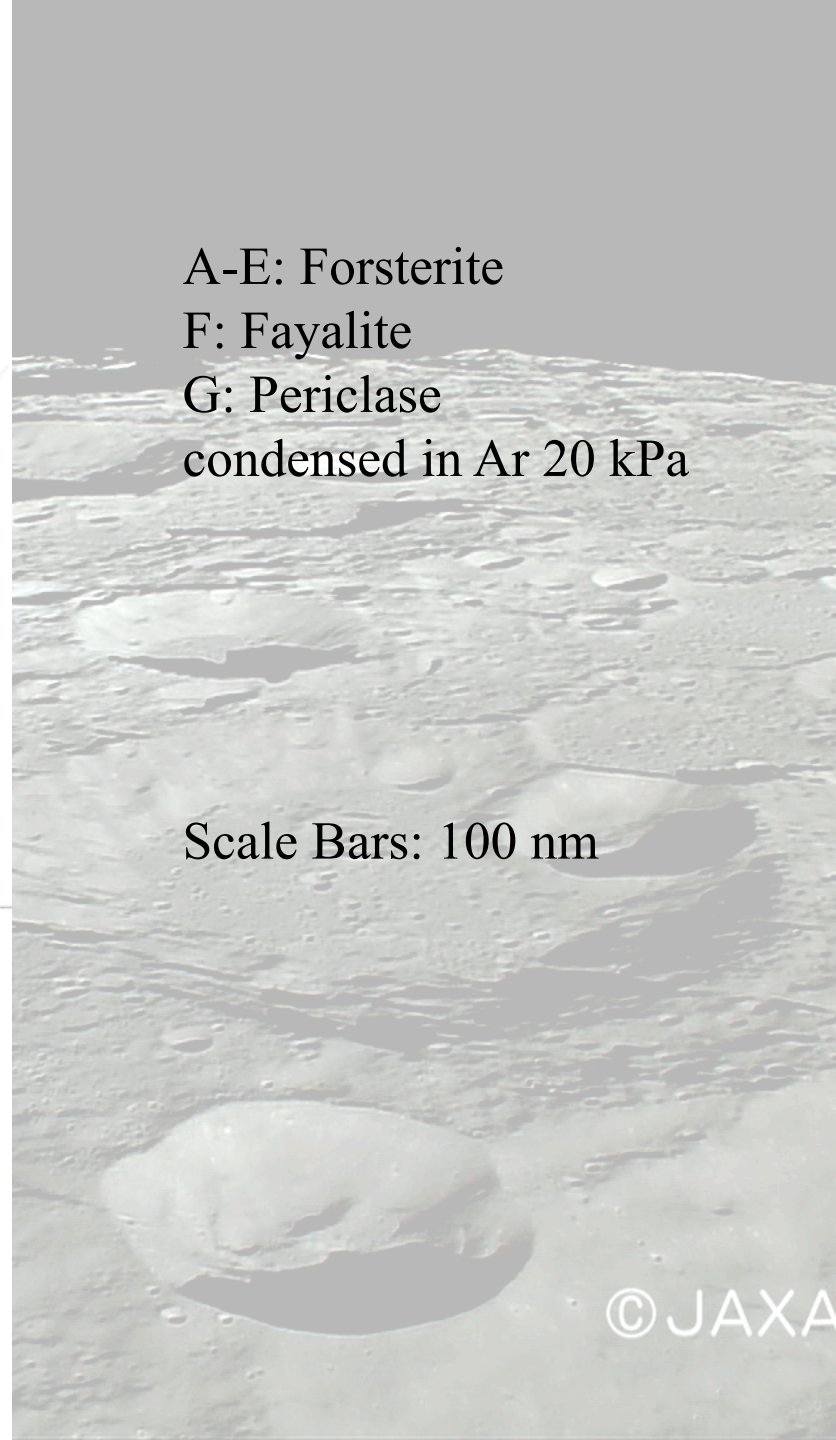 A-E: Forsterite
F: Fayalite
G: Periclase
condensed in Ar 20 kPa
Scale Bars: 100 nm
©JAXA